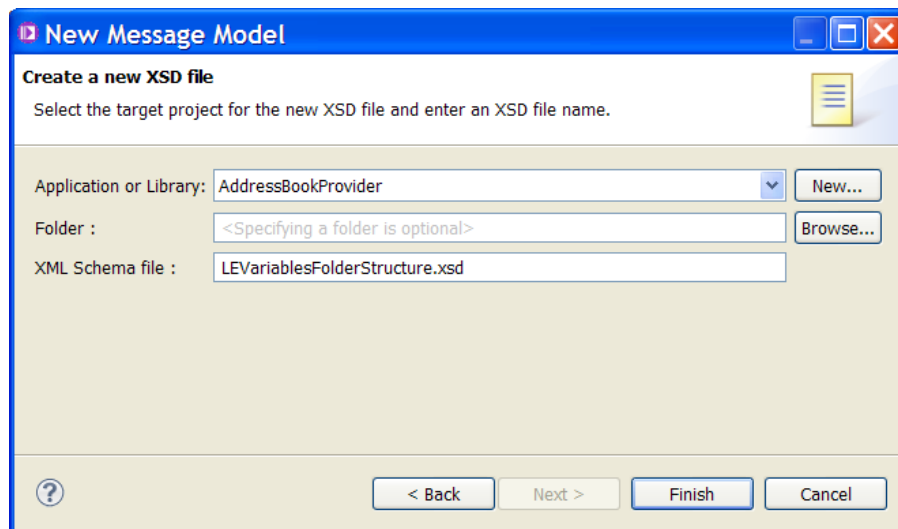 New Message Model
Create a new XSD file
Select the target project for the new XSD file and enter an XSD file name.
Application or Library: AddressBookProvider New...
Folder : <Specifying a folder is optional> Browse...
XML Schema file : LEVariablesFolderStructure.xsd
? < Back Next > Finish Cancel